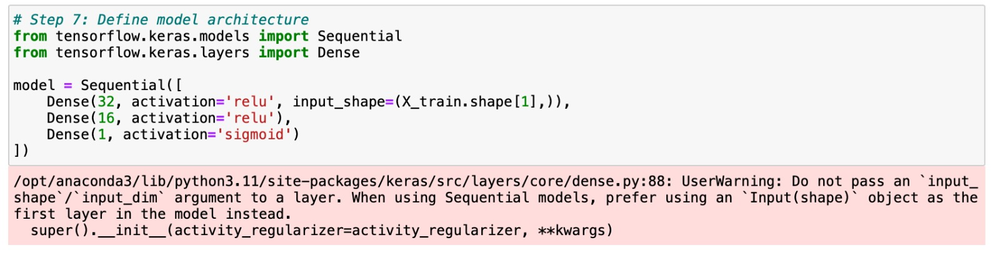 # Step 7: Define model architecture
from tensorflow.keras.models import Sequential
from tensorflow.keras.layers import Dense

model = Sequential([
    Dense(32, activation='relu', input_shape=(X_train.shape[1],)),
    Dense(16, activation='relu'),
    Dense(1, activation='sigmoid')
])
/opt/anaconda3/lib/python3.11/site-packages/keras/src/layers/core/dense.py:88: UserWarning: Do not pass an `input_
shape`/`input_dim` argument to a layer. When using Sequential models, prefer using an `Input(shape)` object as the
first layer in the model instead.
  super().__init__(activity_regularizer=activity_regularizer, **kwargs)